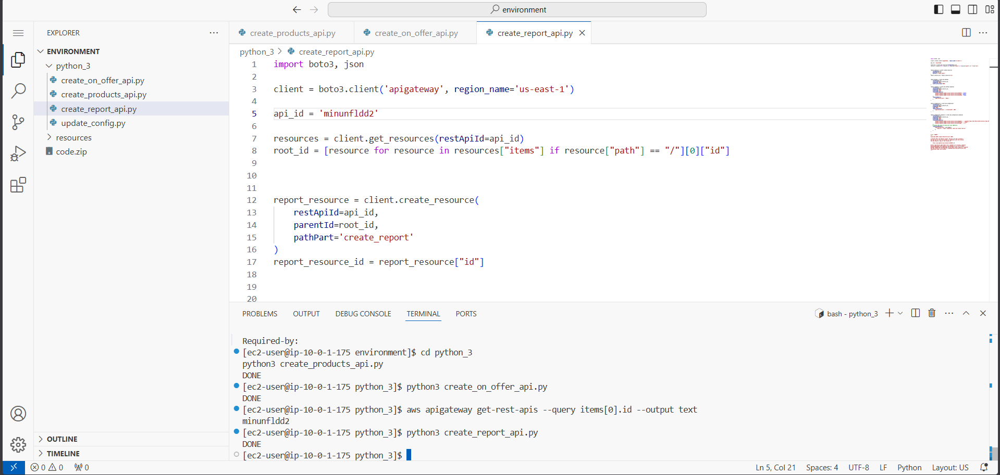 environment
EXPLORER
ENVIRONMENT
python_3
create_on_offer_api.py
create_products_api.py
create_report_api.py
update_config.py
resources
code.zip
OUTLINE
TIMELINE
create_products_api.py
create_on_offer_api.py
create_report_api.py
python_3 > create_report_api.py
1 import boto3, json
2
3 client = boto3.client('apigateway', region_name='us-east-1')
4
5 api_id = 'minunfldd2'
6
7 resources = client.get_resources(restApiId=api_id)
8 root_id = [resource for resource in resources["items"] if resource["path"] == "/"][0]["id"]
9
10
11
12 report_resource = client.create_resource(
13     restApiId=api_id,
14     parentId=root_id,
15     pathPart='create_report'
16 )
17 report_resource_id = report_resource["id"]
18
19
20
PROBLEMS OUTPUT DEBUG CONSOLE TERMINAL PORTS
bash - python_3
Required-by:
[ec2-user@ip-10-0-1-175 environment]$ cd python_3
python3 create_products_api.py
DONE
[ec2-user@ip-10-0-1-175 python_3]$ python3 create_on_offer_api.py
DONE
[ec2-user@ip-10-0-1-175 python_3]$ aws apigateway get-rest-apis --query items[0].id --output text
minunfldd2
[ec2-user@ip-10-0-1-175 python_3]$ python3 create_report_api.py
DONE
[ec2-user@ip-10-0-1-175 python_3]$
0 0 0
Ln 5, Col 21 Spaces: 4 UTF-8 LF Python Layout: US